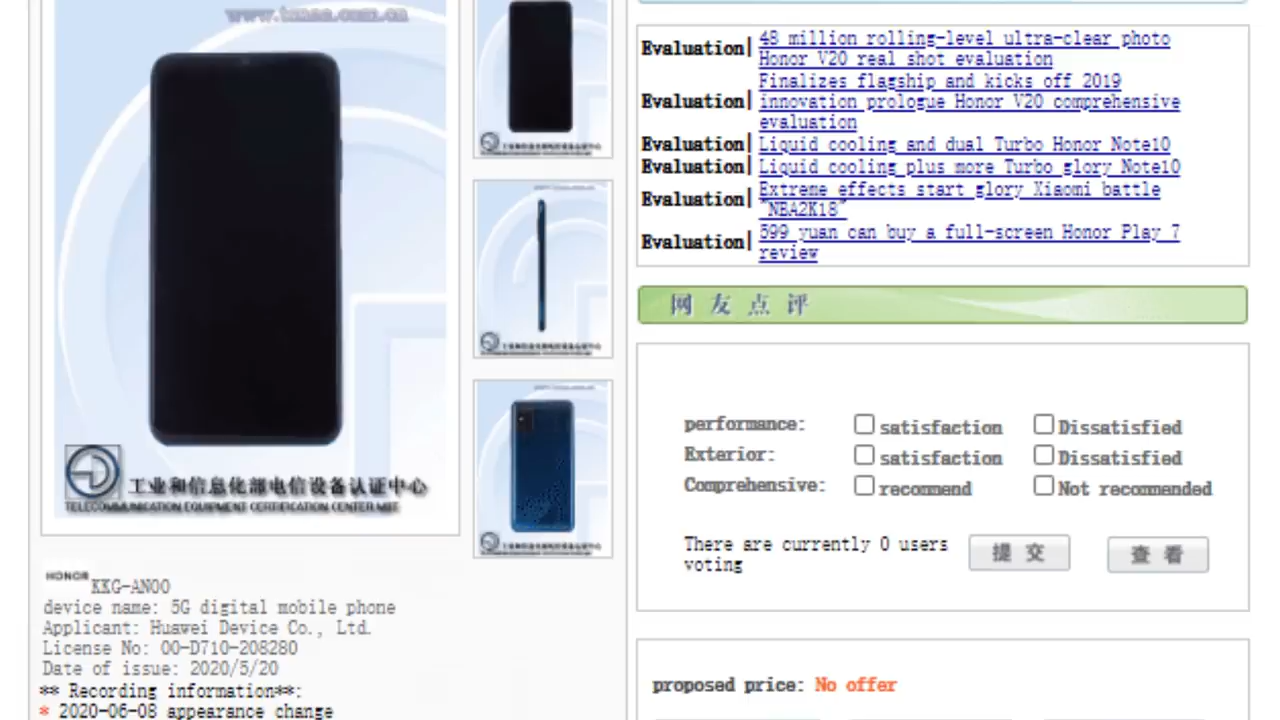 www.tenaa.com.cn
工业和信息化部电信设备认证中心
TELECOMMUNICATION EQUIPMENT CERTIFICATION CENTER MIIT
HONOR KKG-AN00
device name: 5G digital mobile phone
Applicant: Huawei Device Co., Ltd.
License No: 00-D710-208280
Date of issue: 2020/5/20
** Recording information**:
* 2020-06-08 appearance change
Evaluation| 48 million rolling-level ultra-clear photo
Honor V20 real shot evaluation
Evaluation| Finalizes flagship and kicks off 2019
innovation prologue Honor V20 comprehensive
evaluation
Evaluation| Liquid cooling and dual Turbo Honor Note10
Evaluation| Liquid cooling plus more Turbo glory Note10
Evaluation| Extreme effects start glory Xiaomi battle
"NBA2K18"
Evaluation| 599 yuan can buy a full-screen Honor Play 7
review
网友点评
performance: satisfaction Dissatisfied
Exterior: satisfaction Dissatisfied
Comprehensive: recommend Not recommended
There are currently 0 users
voting
提交 查看
proposed price: No offer